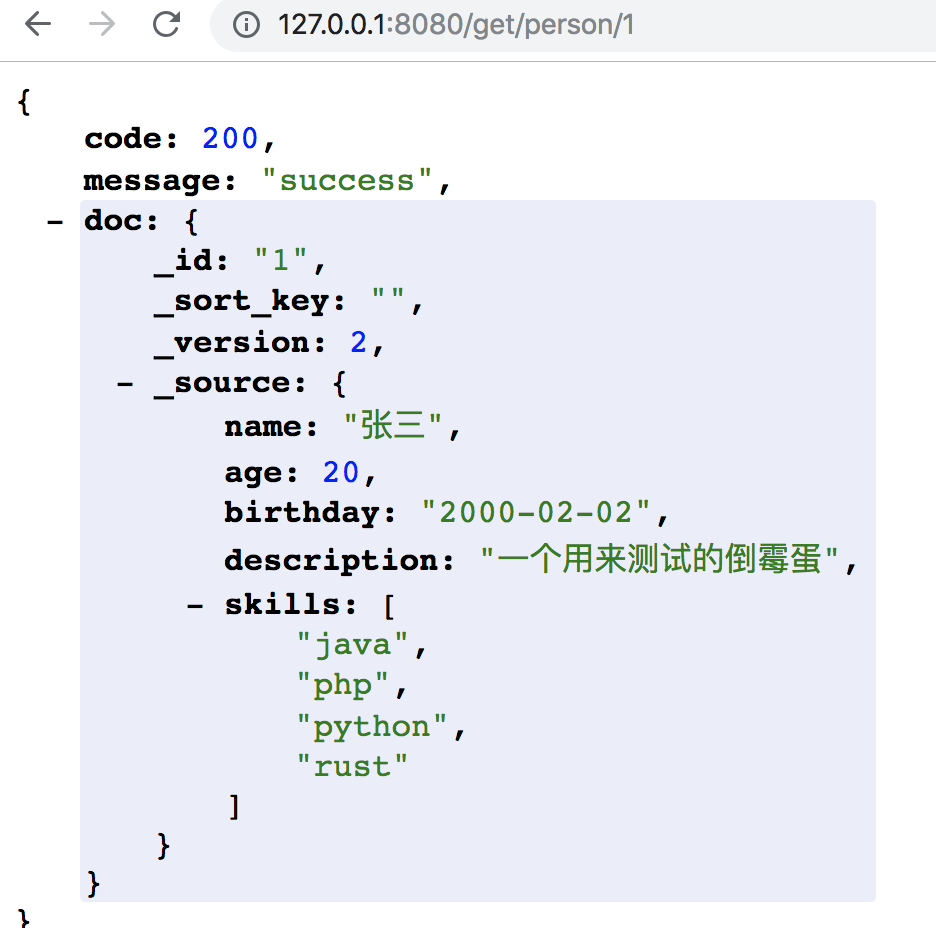 127.0.0.1:8080/get/person/1
{
code: 200,
message: "success",
- doc: {
_id: "1",
_sort_key: "",
_version: 2,
- _source: {
name: "张三",
age: 20,
birthday: "2000-02-02",
description: "一个用来测试的倒霉蛋",
- skills: [
"java",
"php",
"python",
"rust"
]
}
}
}